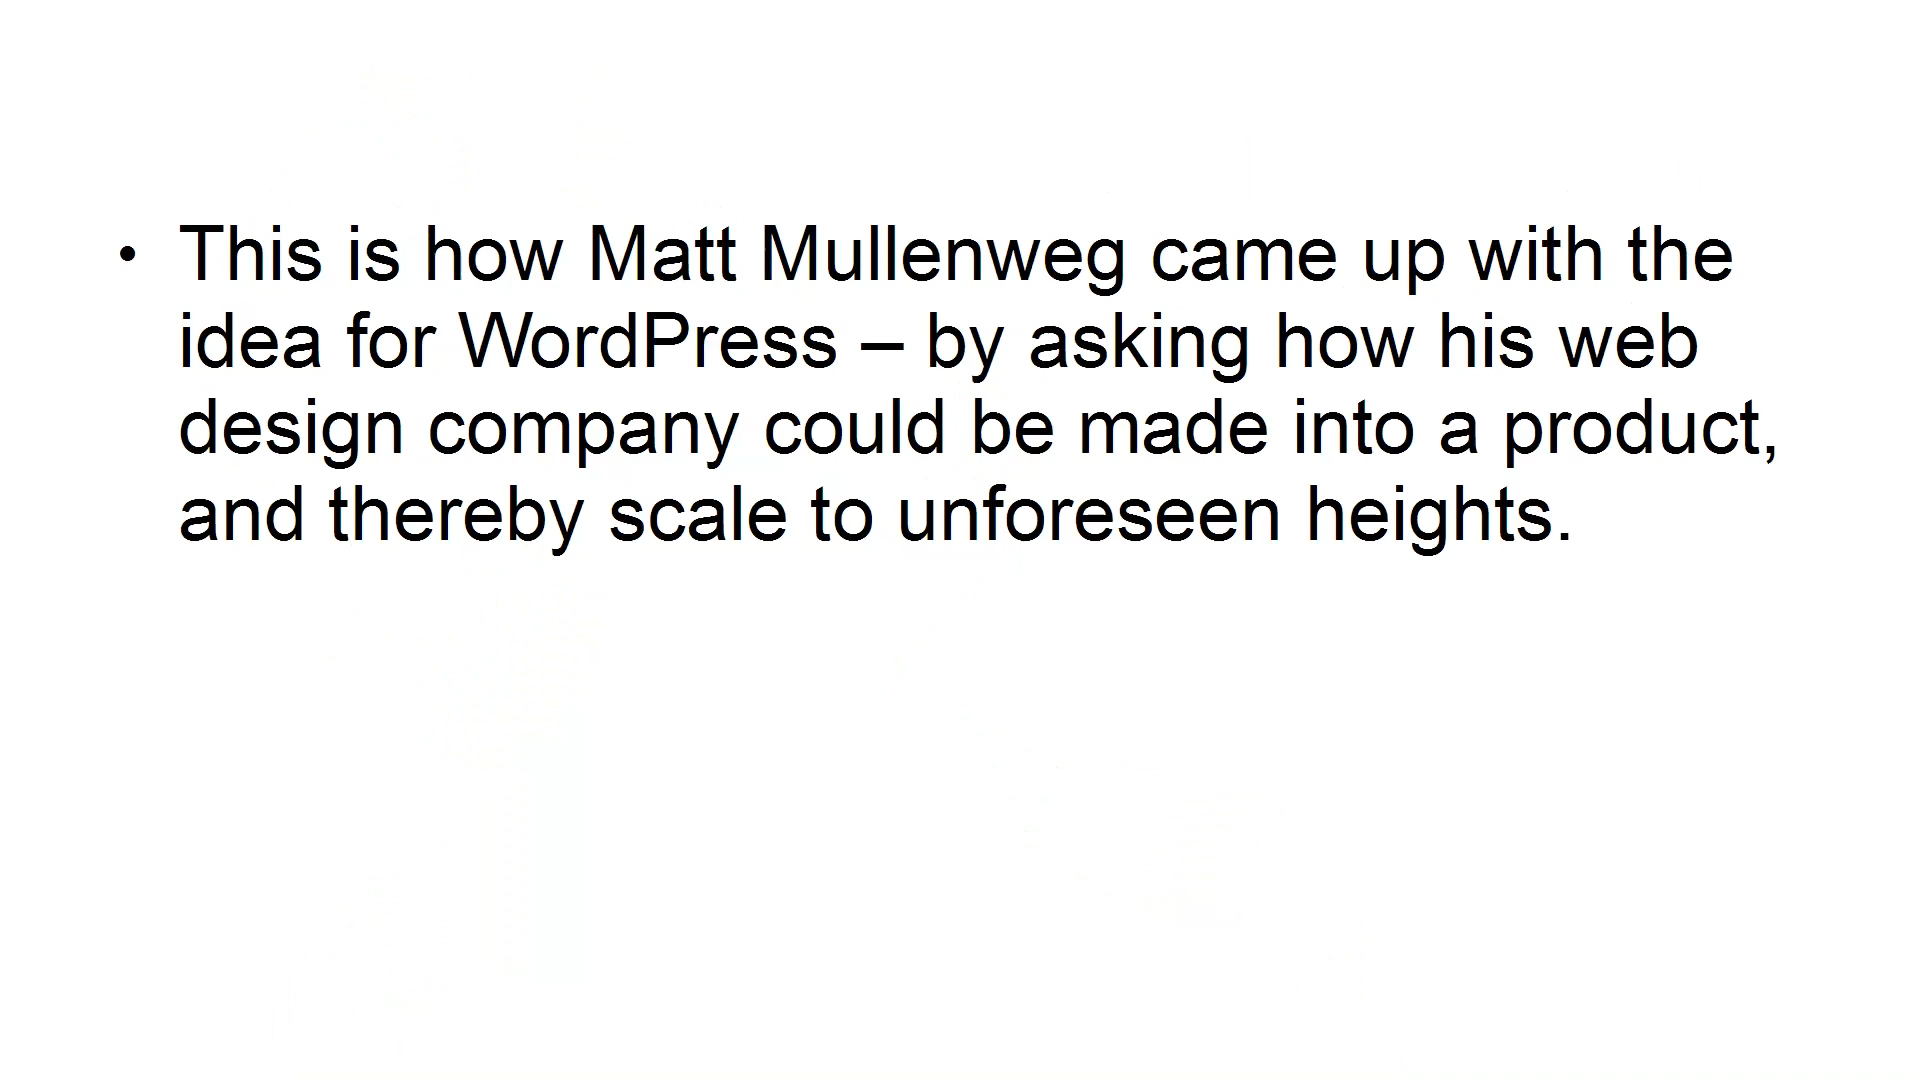 • This is how Matt Mullenweg came up with the
idea for WordPress – by asking how his web
design company could be made into a product,
and thereby scale to unforeseen heights.